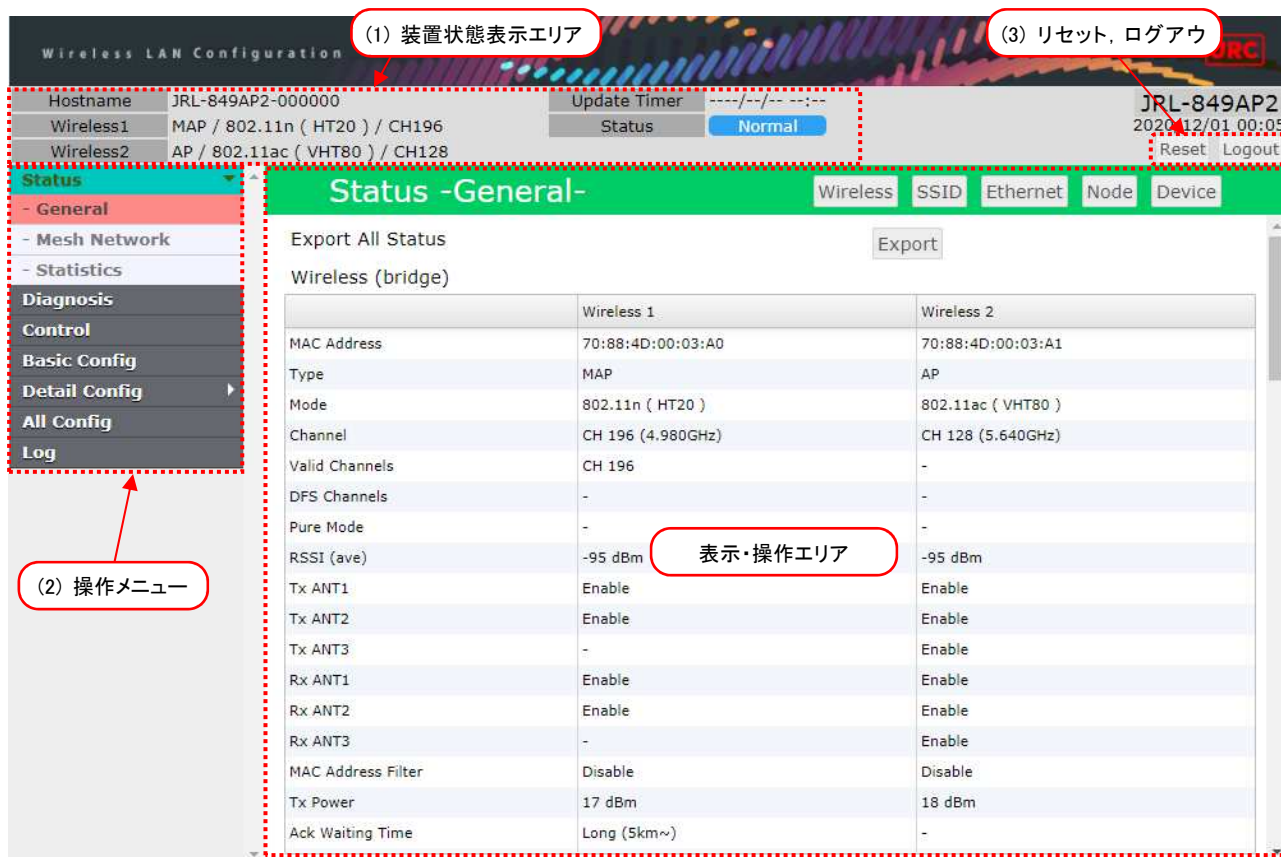 (1) 装置状態表示エリア
(3) リセット, ログアウ
Wireless LAN Configuration
JRC
Hostname JRL-849AP2-000000 Update Timer ----/--/-- --:--
JRL-849AP2
Wireless1 MAP / 802.11n ( HT20 ) / CH196 Status Normal
2020/12/01 00:05
Wireless2 AP / 802.11ac ( VHT80 ) / CH128
Reset Logout
Status
- General
- Mesh Network
- Statistics
Diagnosis
Control
Basic Config
Detail Config
All Config
Log
(2) 操作メニュー
Status -General- Wireless SSID Ethernet Node Device
Export All Status Export
Wireless (bridge)
Wireless 1 Wireless 2
MAC Address 70:88:4D:00:03:A0 70:88:4D:00:03:A1
Type MAP AP
Mode 802.11n ( HT20 ) 802.11ac ( VHT80 )
Channel CH 196 (4.980GHz) CH 128 (5.640GHz)
Valid Channels CH 196 -
DFS Channels - -
Pure Mode - -
RSSI (ave) -95 dBm -95 dBm
表示・操作エリア
Tx ANT1 Enable Enable
Tx ANT2 Enable Enable
Tx ANT3 - Enable
Rx ANT1 Enable Enable
Rx ANT2 Enable Enable
Rx ANT3 - Enable
MAC Address Filter Disable Disable
Tx Power 17 dBm 18 dBm
Ack Waiting Time Long (5km~) -